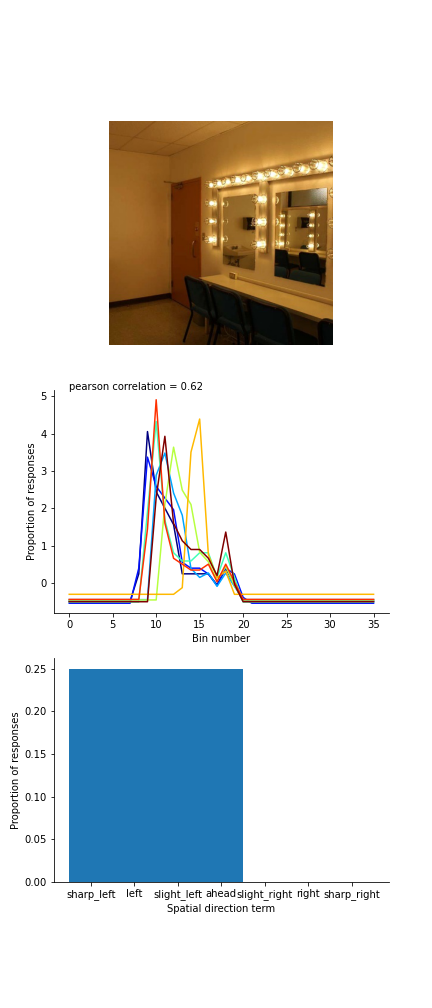 pearson correlation = 0.62
5
4
3
2
1
0
Proportion of responses
0 5 10 15 20 25 30 35
Bin number
0.25
0.20
0.15
0.10
0.05
0.00
Proportion of responses
sharp_left left slight_left ahead slight_right right sharp_right
Spatial direction term